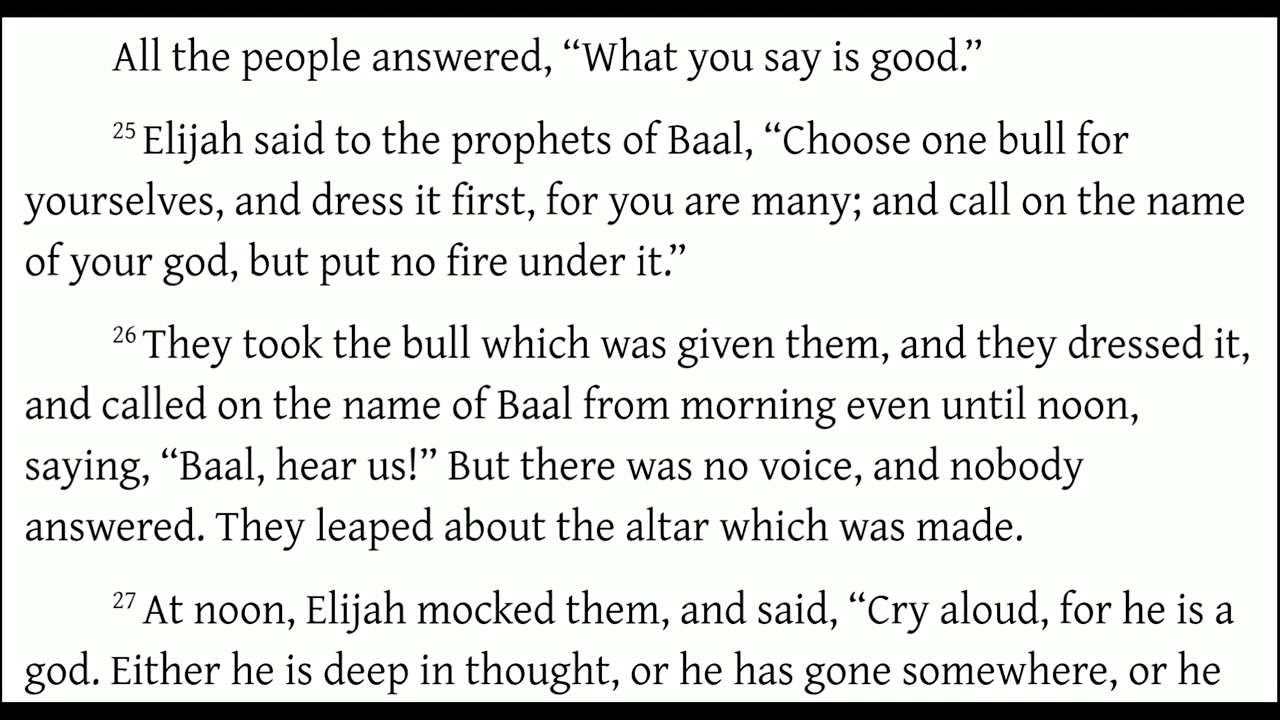 All the people answered, “What you say is good.”
25 Elijah said to the prophets of Baal, “Choose one bull for
yourselves, and dress it first, for you are many; and call on the name
of your god, but put no fire under it.”
26 They took the bull which was given them, and they dressed it,
and called on the name of Baal from morning even until noon,
saying, “Baal, hear us!” But there was no voice, and nobody
answered. They leaped about the altar which was made.
27 At noon, Elijah mocked them, and said, “Cry aloud, for he is a
god. Either he is deep in thought, or he has gone somewhere, or he